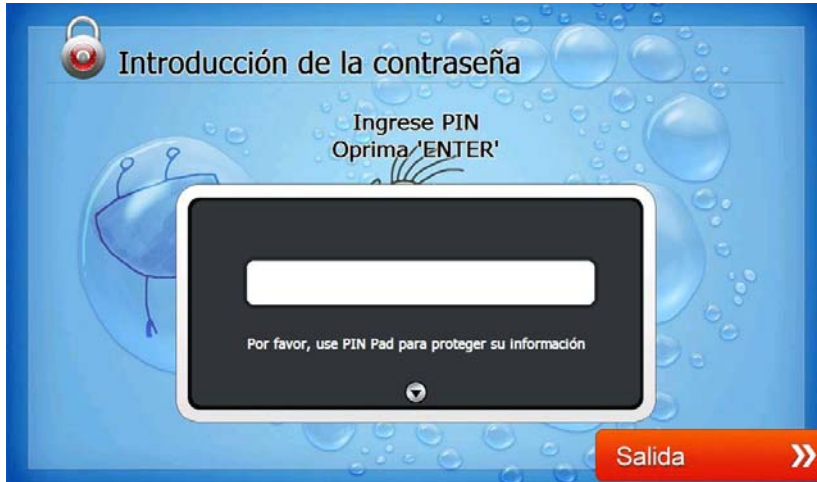 Introducción de la contraseña
Ingrese PIN
Oprima 'ENTER'
Por favor, use PIN Pad para proteger su información
Salida